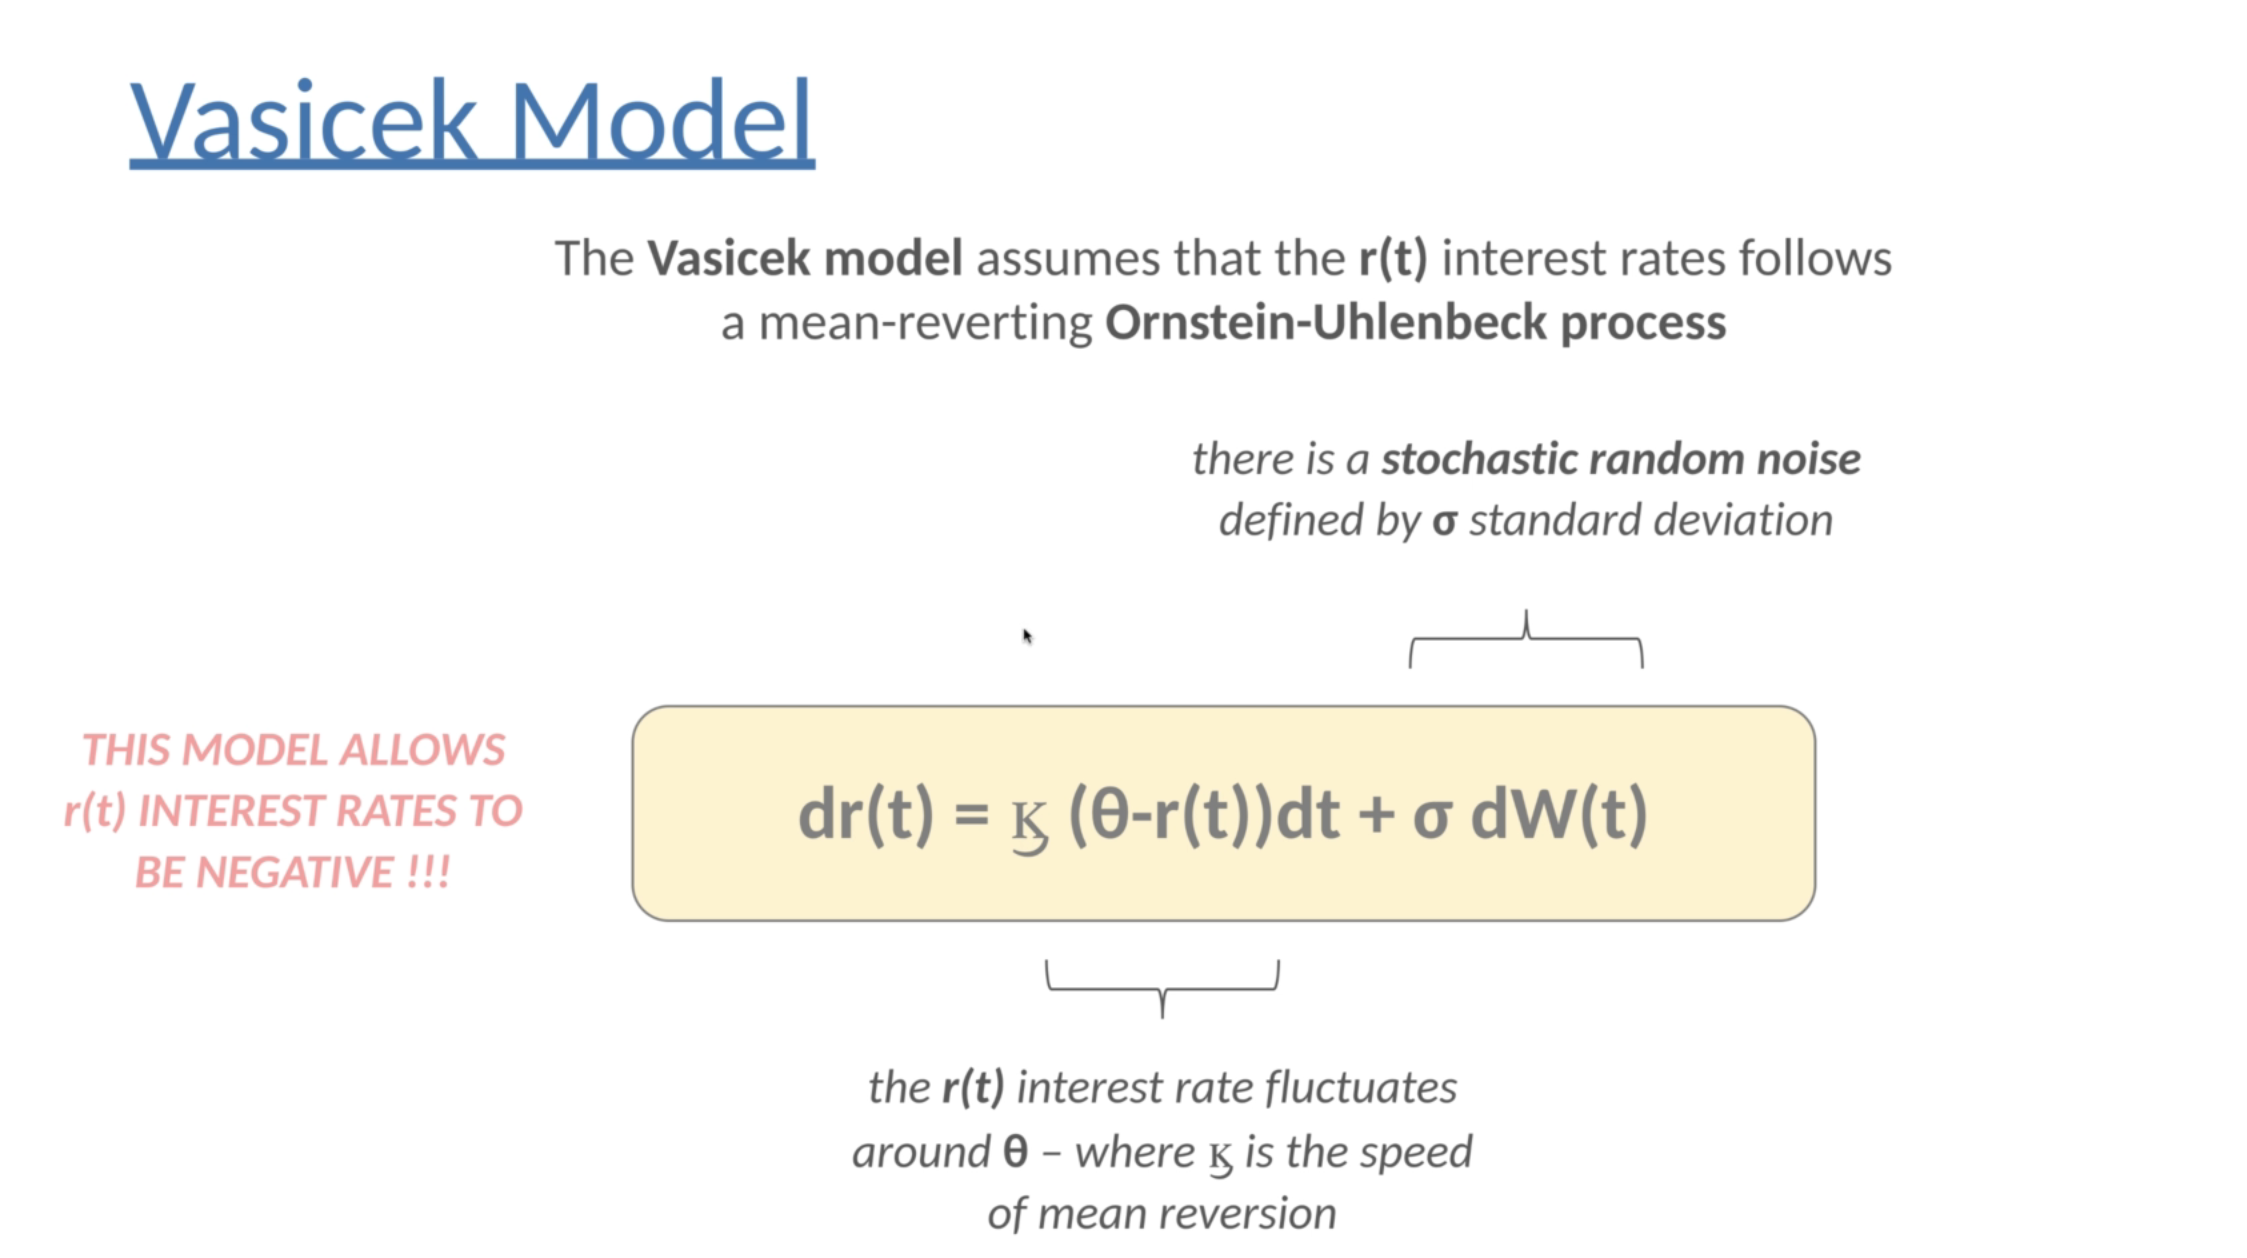 Vasicek Model
The Vasicek model assumes that the r(t) interest rates follows
a mean-reverting Ornstein-Uhlenbeck process
there is a stochastic random noise
defined by σ standard deviation
THIS MODEL ALLOWS
r(t) INTEREST RATES TO
BE NEGATIVE !!!
dr(t) = ӄ (θ-r(t))dt + σ dW(t)
the r(t) interest rate fluctuates
around θ – where ӄ is the speed
of mean reversion